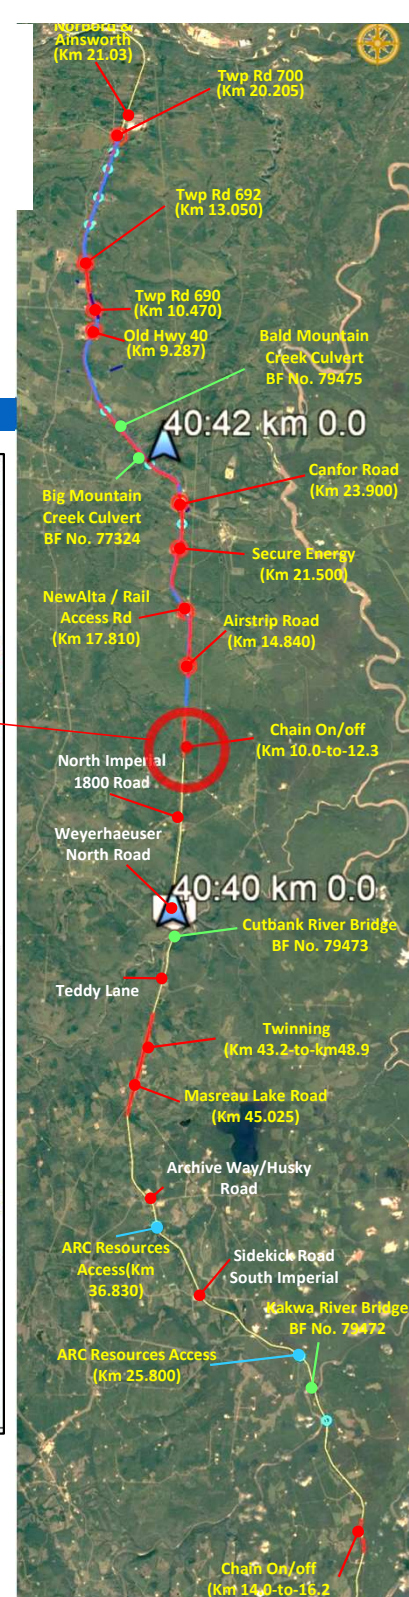 Norborg &
Ainsworth
(Km 21.03)
Twp Rd 700
(Km 20.205)
Twp Rd 692
(Km 13.050)
Twp Rd 690
(Km 10.470)
Old Hwy 40
(Km 9.287)
Bald Mountain
Creek Culvert
BF No. 79475
40:42 km 0.0
Canfor Road
(Km 23.900)
Big Mountain
Creek Culvert
BF No. 77324
Secure Energy
(Km 21.500)
NewAlta / Rail
Access Rd
(Km 17.810)
Airstrip Road
(Km 14.840)
Chain On/off
(Km 10.0-to-12.3
North Imperial
1800 Road
Weyerhaeuser
North Road
40:40 km 0.0
Cutbank River Bridge
BF No. 79473
Teddy Lane
Twinning
(Km 43.2-to-km48.9
Masreau Lake Road
(Km 45.025)
Archive Way/Husky
Road
ARC Resources
Access(Km
36.830)
Sidekick Road
South Imperial
Kakwa River Bridge
BF No. 79472
ARC Resources Access
(Km 25.800)
Chain On/off
(Km 14.0-to-16.2